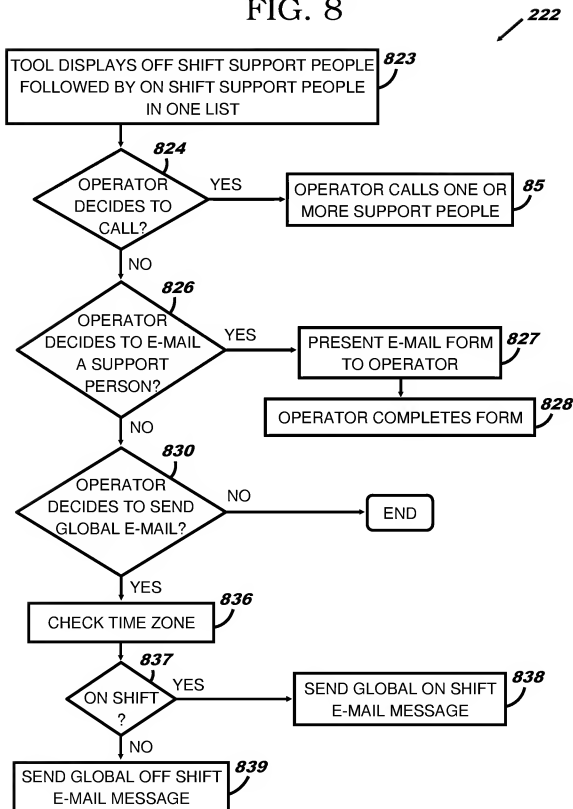 FIG. 8
222
TOOL DISPLAYS OFF SHIFT SUPPORT PEOPLE
FOLLOWED BY ON SHIFT SUPPORT PEOPLE
IN ONE LIST
823
824
OPERATOR
DECIDES TO
CALL?
YES
OPERATOR CALLS ONE OR
MORE SUPPORT PEOPLE
85
NO
826
OPERATOR
DECIDES TO E-MAIL
A SUPPORT
PERSON?
YES
PRESENT E-MAIL FORM
TO OPERATOR
827
OPERATOR COMPLETES FORM
828
NO
830
OPERATOR
DECIDES TO SEND
GLOBAL E-MAIL?
NO
END
YES
CHECK TIME ZONE
836
837
ON SHIFT
?
YES
SEND GLOBAL ON SHIFT
E-MAIL MESSAGE
838
NO
SEND GLOBAL OFF SHIFT
E-MAIL MESSAGE
839